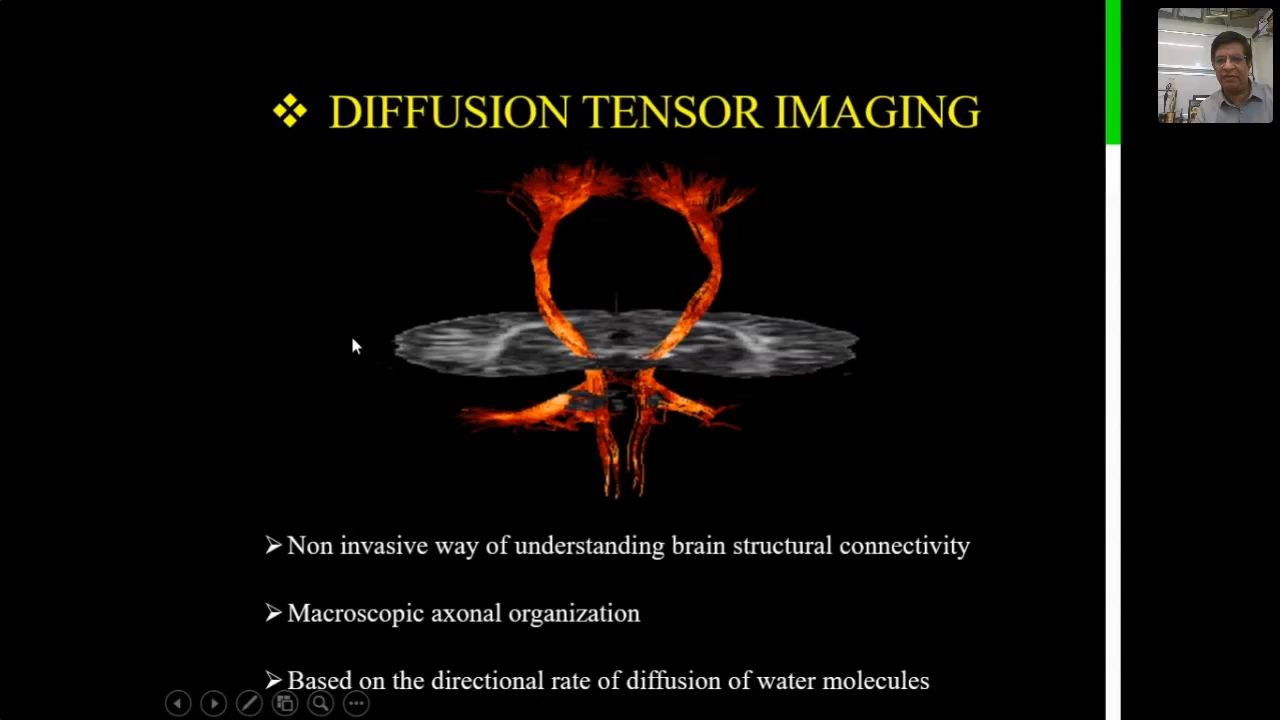 ❖ DIFFUSION TENSOR IMAGING
➢ Non invasive way of understanding brain structural connectivity
➢ Macroscopic axonal organization
➢ Based on the directional rate of diffusion of water molecules